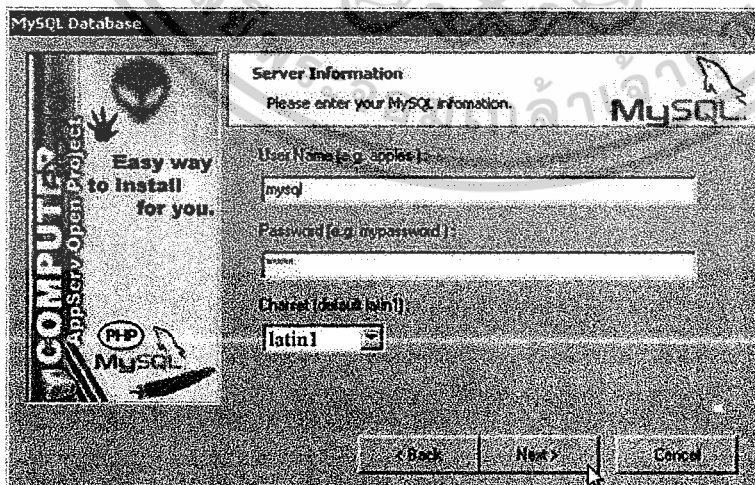 MySQL Database
COMPUTER
AppServ Open Project
Easy way
to Install
for you.
PHP
MySQL
Server Information
Please enter your MySQL infomation.
MySQL
User Name (e.g. apples) :
mysql
Password (e.g. mypassword) :
*****
Charset (default latin1) :
latin1
< Back
Next >
Cancel